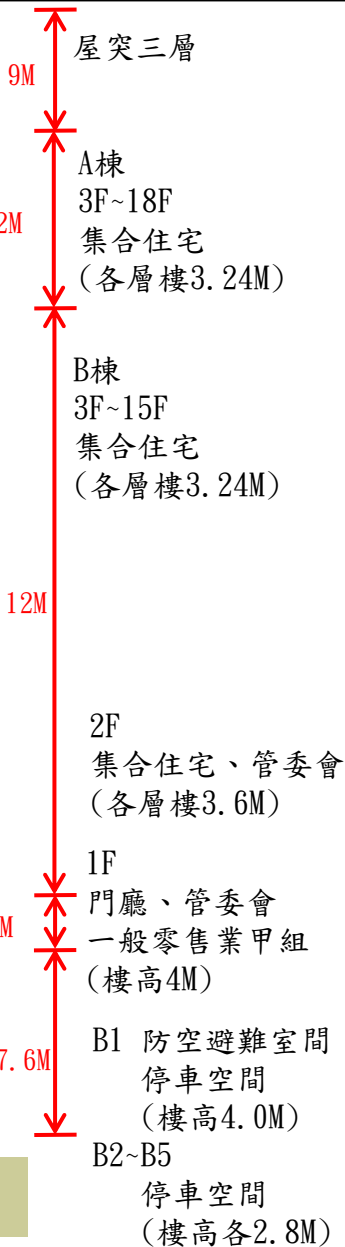 屋突三層
9M
A棟
3F~18F
集合住宅
(各層樓3.24M)
2M
B棟
3F~15F
集合住宅
(各層樓3.24M)
12M
2F
集合住宅、管委會
(各層樓3.6M)
1F
門廳、管委會
一般零售業甲組
(樓高4M)
M
7.6M
B1 防空避難室間
停車空間
(樓高4.0M)
B2~B5
停車空間
(樓高各2.8M)